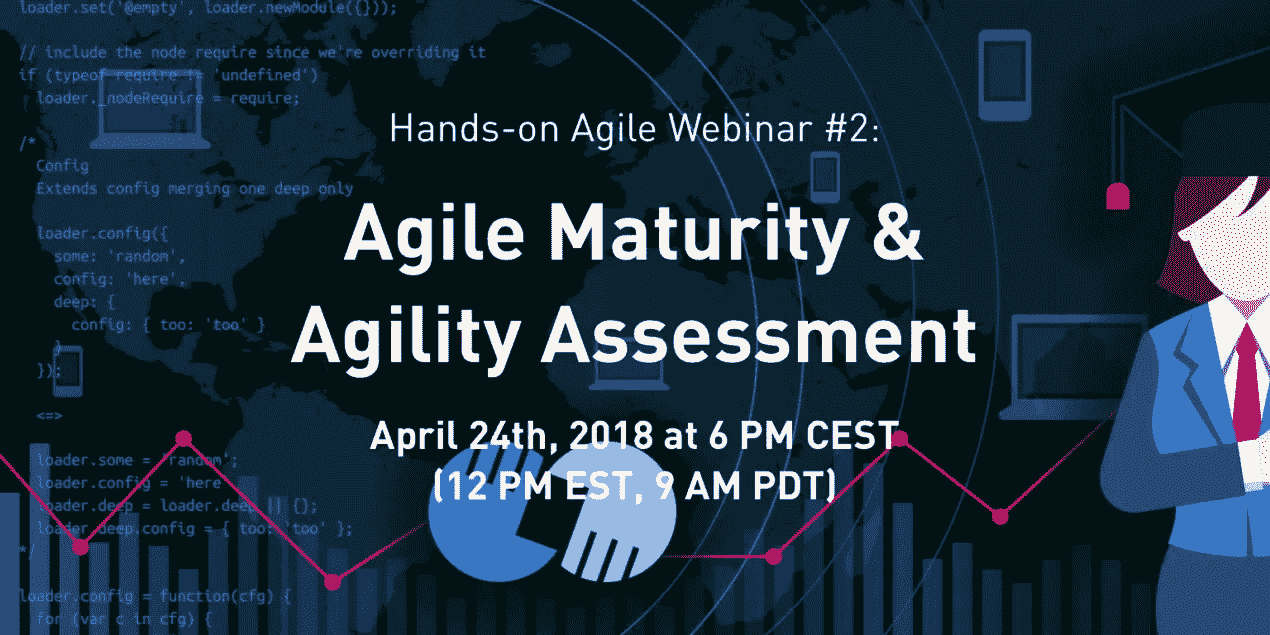 loader.set('@empty', loader.newModule({}));
// include the node require since we're overriding it
if (typeof require != 'undefined')
loader._nodeRequire = require;
/*
Config
Extends config merging one deep only
loader.config({
some: 'random',
config: 'here',
deep: {
config: { too: 'too' }
}
});
<=>
loader.some = 'random';
loader.config = 'here'
loader.deep = loader.deep || {};
loader.deep.config = { too: 'too' };
*/
loader.config = function(cfg) {
for (var c in cfg) {
Hands-on Agile Webinar #2:
Agile Maturity &
Agility Assessment
April 24th, 2018 at 6 PM CEST
(12 PM EST, 9 AM PDT)